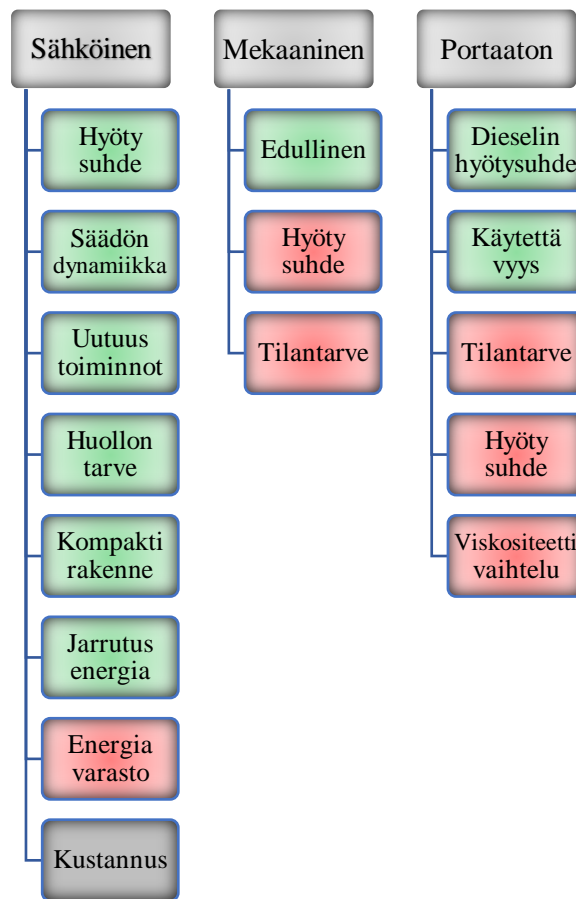 Sähköinen
Hyöty
suhde
Säädön
dynamiikka
Uutuus
toiminnot
Huollon
tarve
Kompakti
rakenne
Jarrutus
energia
Energia
varasto
Kustannus
Mekaaninen
Edullinen
Hyöty
suhde
Tilantarve
Portaaton
Dieselin
hyötysuhde
Käytettä
vyys
Tilantarve
Hyöty
suhde
Viskositeetti
vaihtelu